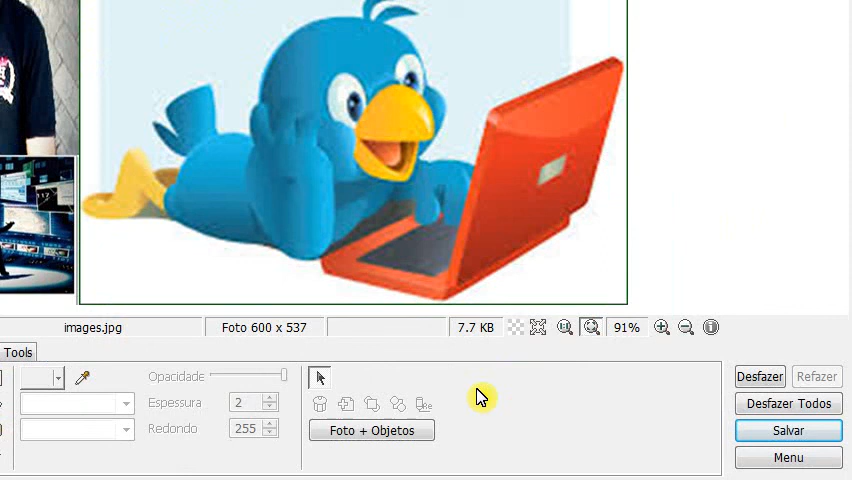 images.jpg
Foto 600 x 537
7.7 KB
91%
Tools
Opacidade
Espessura
2
Redondo
255
Foto + Objetos
Desfazer
Refazer
Desfazer Todos
Salvar
Menu